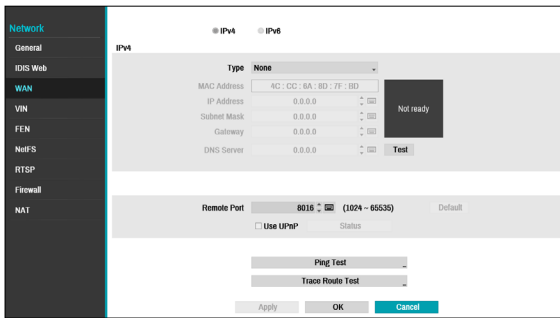 Network
General
IDIS Web
WAN
VIN
FEN
NetFS
RTSP
Firewall
NAT
IPv4 IPv6
IPv4
Type None
MAC Address 4C : CC : 6A : 8D : 7F : BD
IP Address 0.0.0.0
Subnet Mask 0.0.0.0
Gateway 0.0.0.0
Not ready
DNS Server 0.0.0.0 Test
Remote Port 8016 (1024 ~ 65535) Default
Use UPnP Status
Ping Test
Trace Route Test
Apply OK Cancel